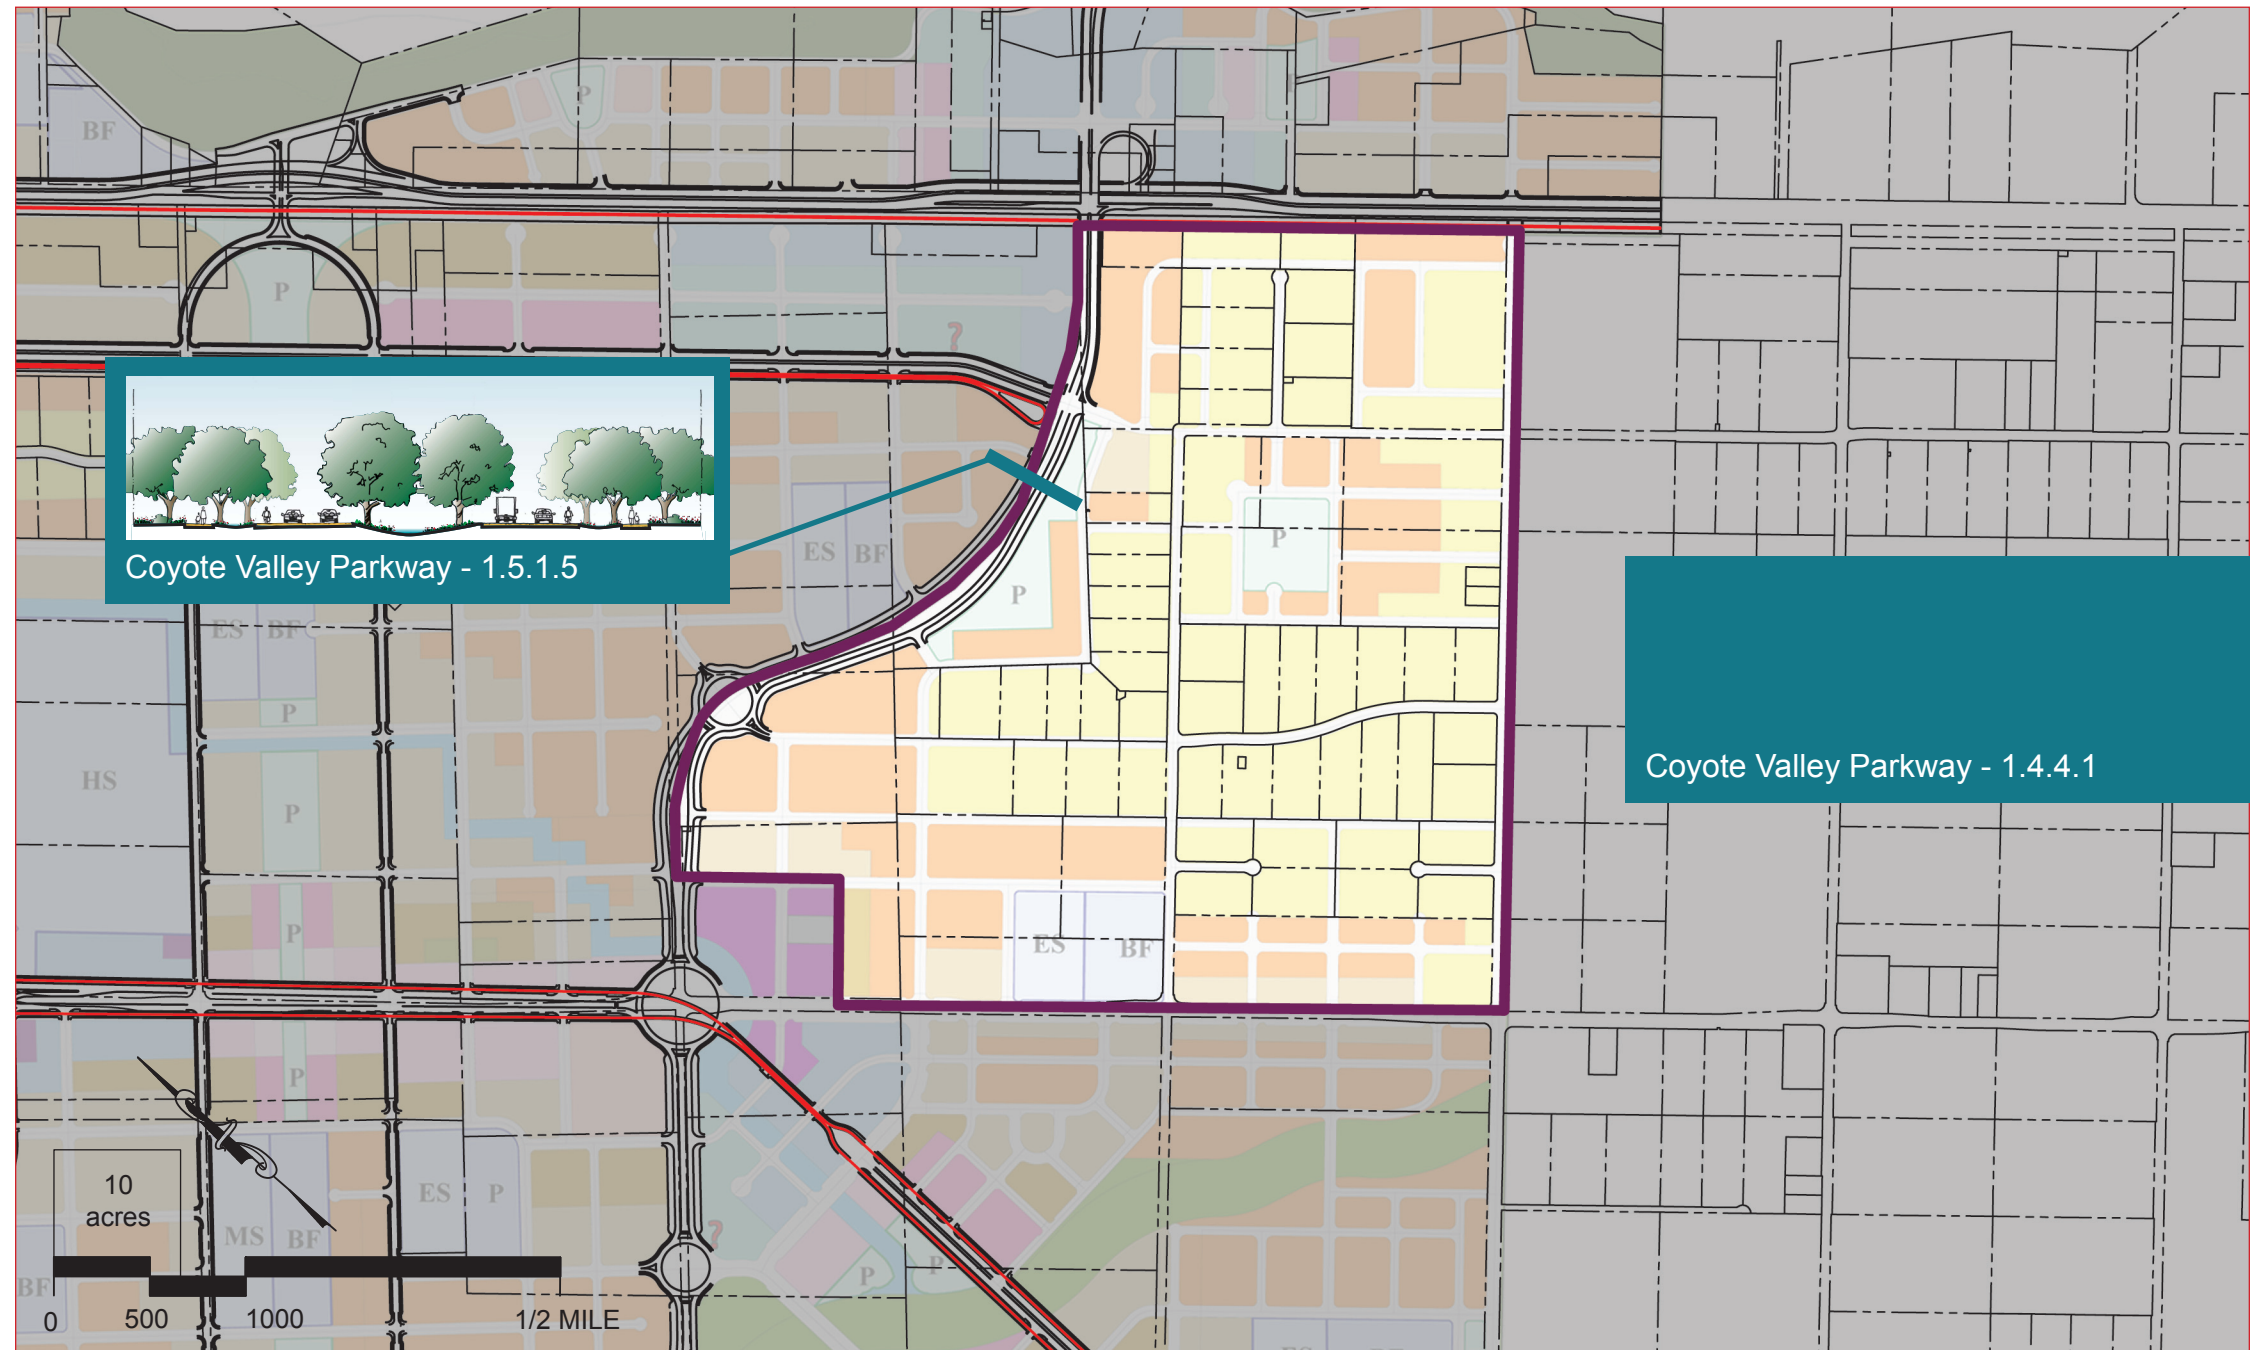 BF
P
P
P
?
Coyote Valley Parkway - 1.5.1.5
ES BF
P
P
ES BF
P
HS
P
Coyote Valley Parkway - 1.4.4.1
P
ES BF
P
10
acres
ES P
MS BF
?
P P
BF
0 500 1000 1/2 MILE